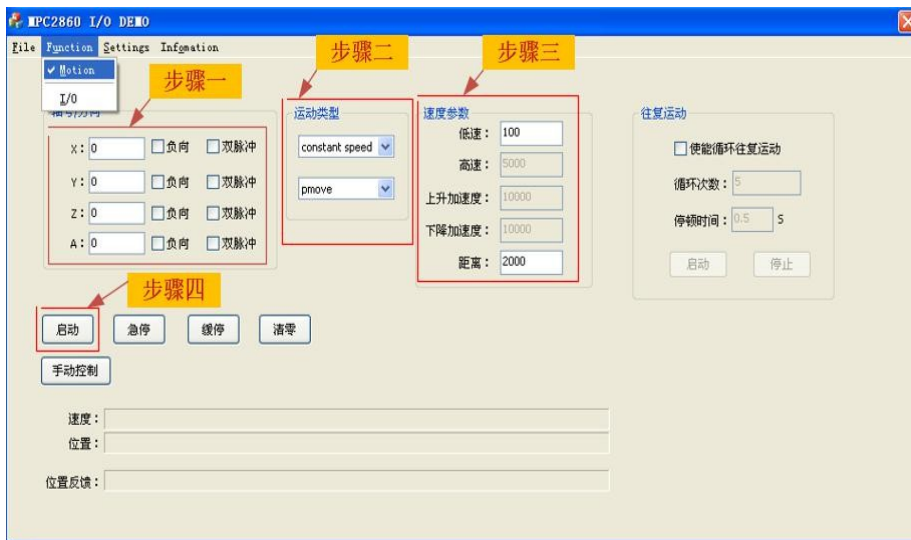 MPC2860 I/O DEMO
File Function Settings Infomation
Motion
I/O
步骤一
步骤二
步骤三
X: 0 负向 双脉冲
Y: 0 负向 双脉冲
Z: 0 负向 双脉冲
A: 0 负向 双脉冲
运动类型
constant speed
pmove
速度参数
低速: 100
高速: 5000
上升加速度: 10000
下降加速度: 10000
距离: 2000
往复运动
使能循环往复运动
循环次数: 5
停顿时间: 0.5 S
启动 停止
步骤四
启动 急停 缓停 清零
手动控制
速度:
位置:
位置反馈: